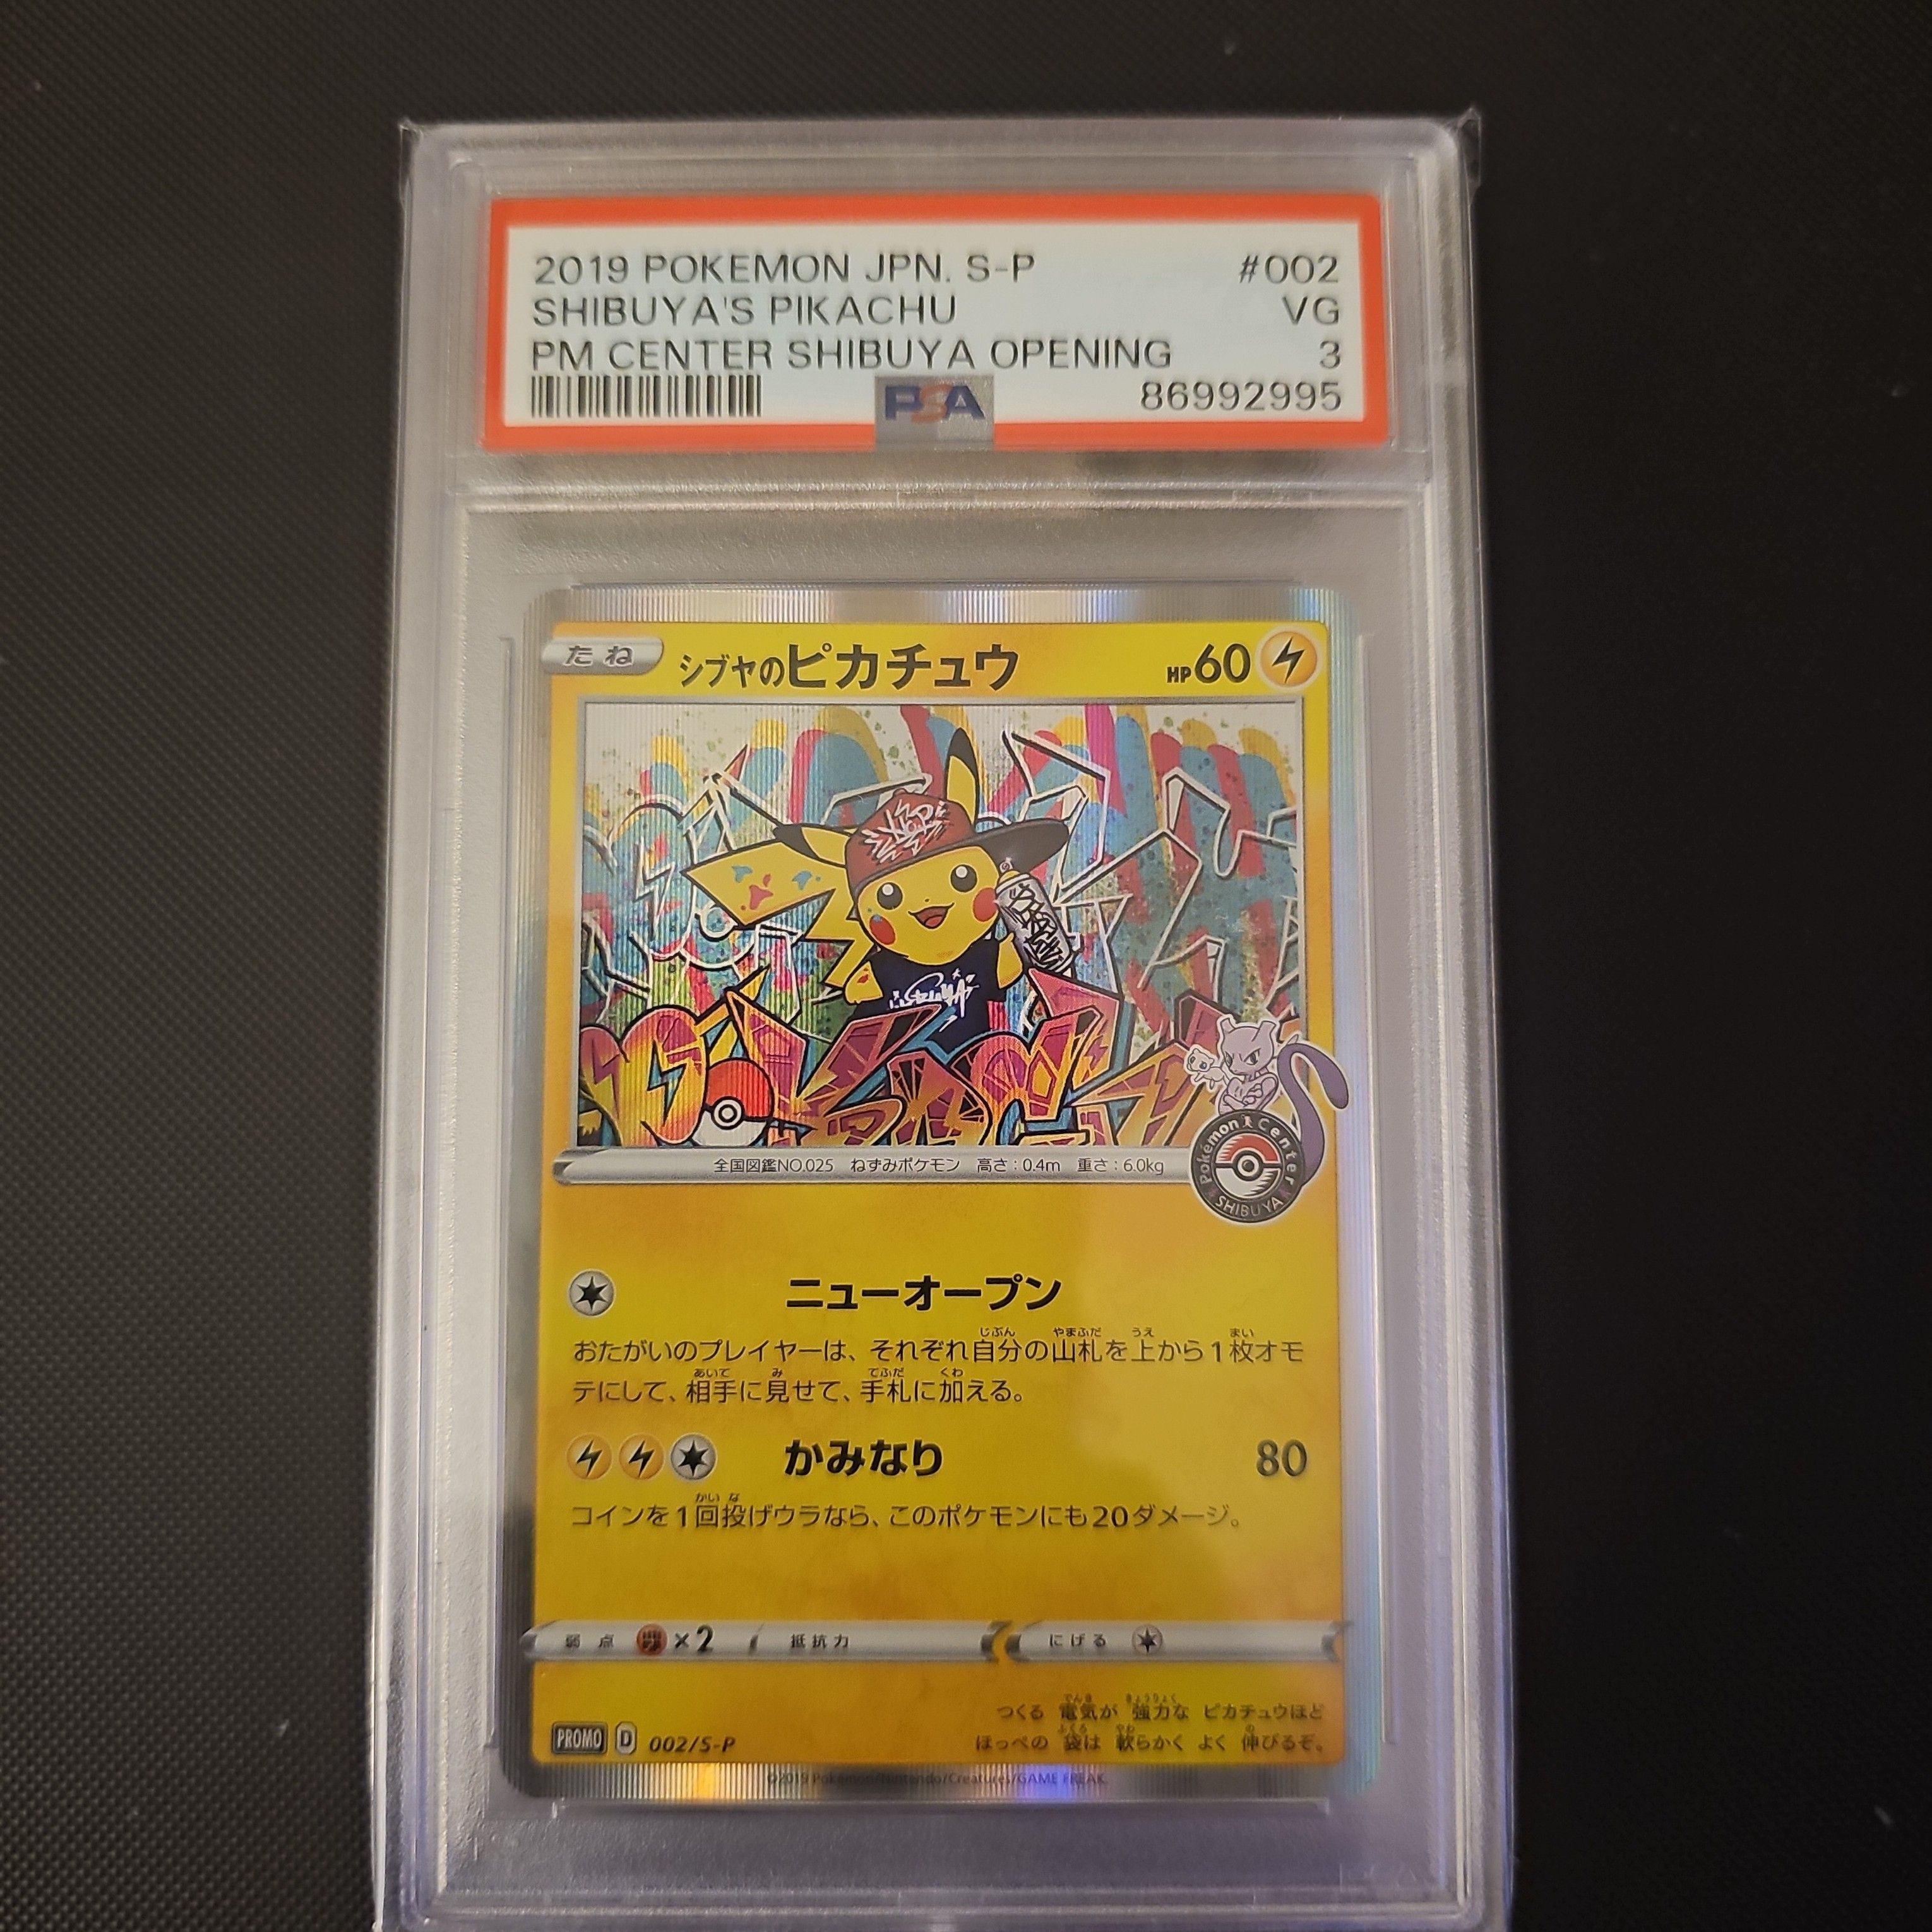 2019 POKEMON JPN. S-P #002
SHIBUYA'S PIKACHU VG
PM CENTER SHIBUYA OPENING 3
PSA 86992995
たね シブヤのピカチュウ HP60
全国図鑑NO.025 ねずみポケモン 高さ:0.4m 重さ:6.0kg
Pokémon Center
SHIBUYA
ニューオープン
おたがいのプレイヤーは、それぞれ自分の山札を上から1枚オモ
テにして、相手に見せて、手札に加える。
かみなり 80
コインを1回投げウラなら、このポケモンにも20ダメージ。
弱点 ×2 抵抗力 にげる
つくる 電気が 強力な ピカチュウほど
ほっぺの 袋は 軟らかく よく 伸びるぞ。
PROMO D 002/S-P
©2019 Pokémon/Nintendo/Creatures/GAME FREAK.